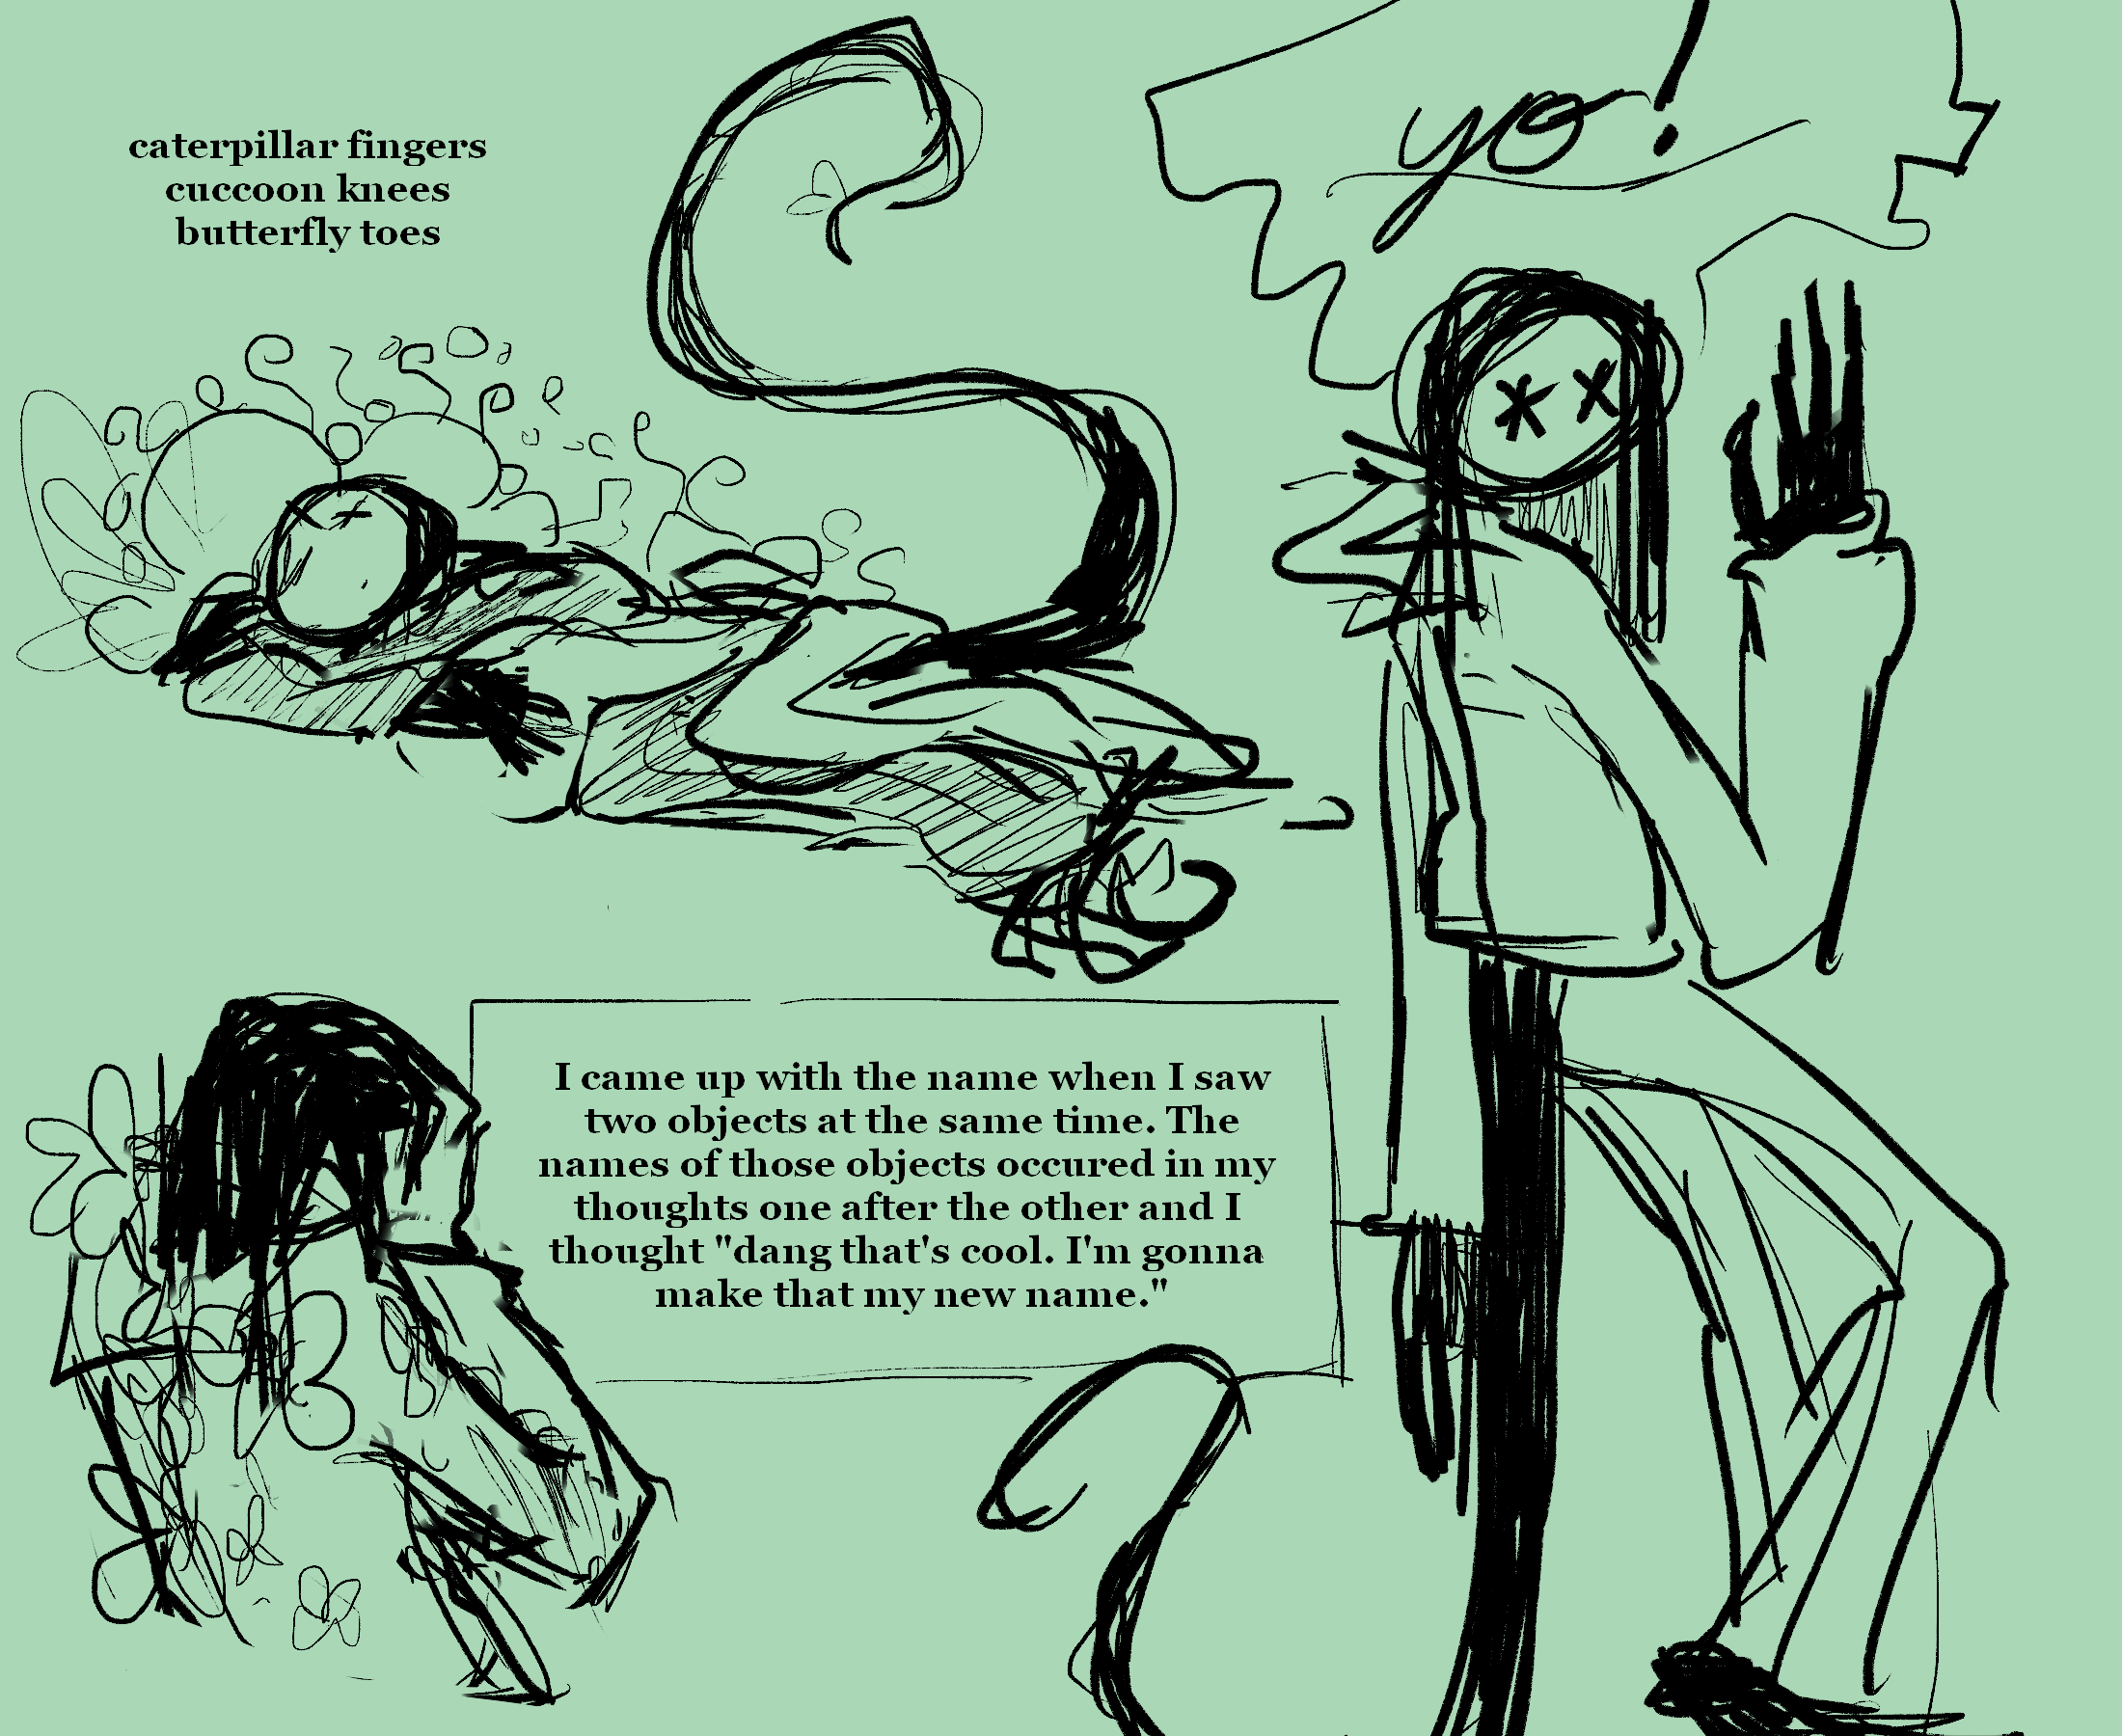 caterpillar fingers
cuccoon knees
butterfly toes
yo!
I came up with the name when I saw
two objects at the same time. The
names of those objects occured in my
thoughts one after the other and I
thought "dang that's cool. I'm gonna
make that my new name."